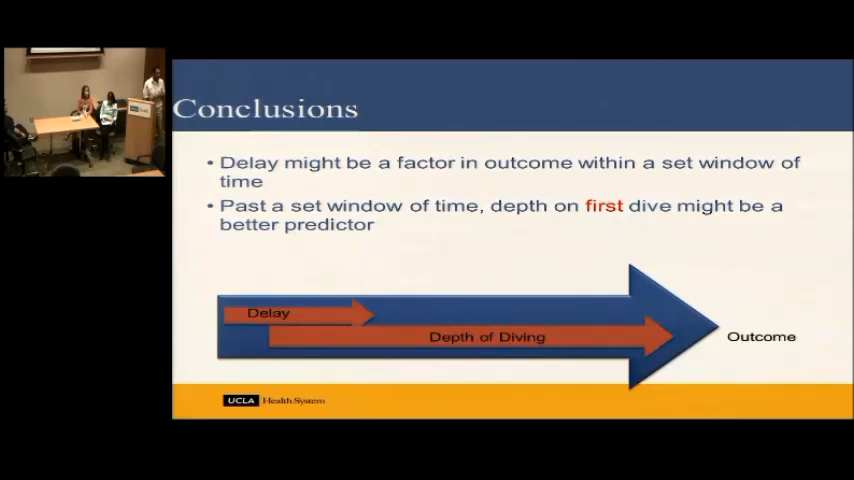 Conclusions
• Delay might be a factor in outcome within a set window of
time
• Past a set window of time, depth on first dive might be a
better predictor
Delay
Depth of Diving
Outcome
UCLA Health System